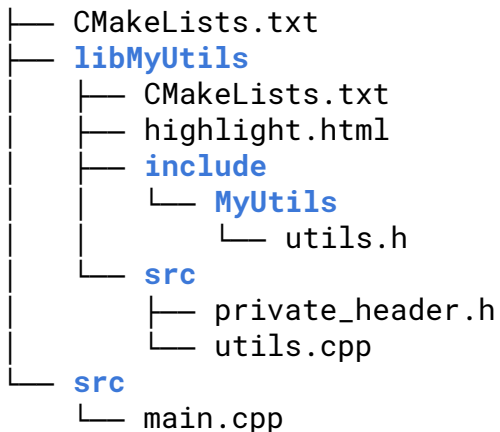 ├── CMakeLists.txt
├── libMyUtils
│   ├── CMakeLists.txt
│   ├── highlight.html
│   ├── include
│   │   └── MyUtils
│   │       └── utils.h
│   └── src
│       ├── private_header.h
│       └── utils.cpp
└── src
    └── main.cpp